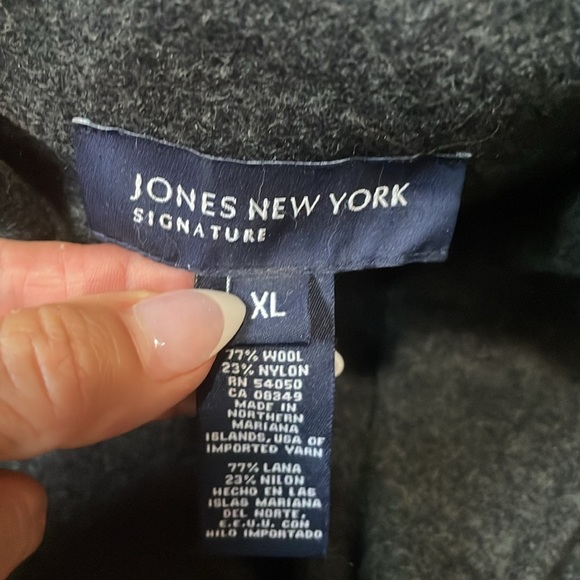 JONES NEW YORK
SIGNATURE
XL
77% WOOL
23% NYLON
RN 54050
CA 08349
MADE IN
NORTHERN
MARIANA
ISLANDS, USA OF
IMPORTED YARN
77% LANA
23% NILON
HECHO EN LAS
ISLAS MARIANA
DEL NORTE,
E.E.U.U. CON
HILO IMPORTADO